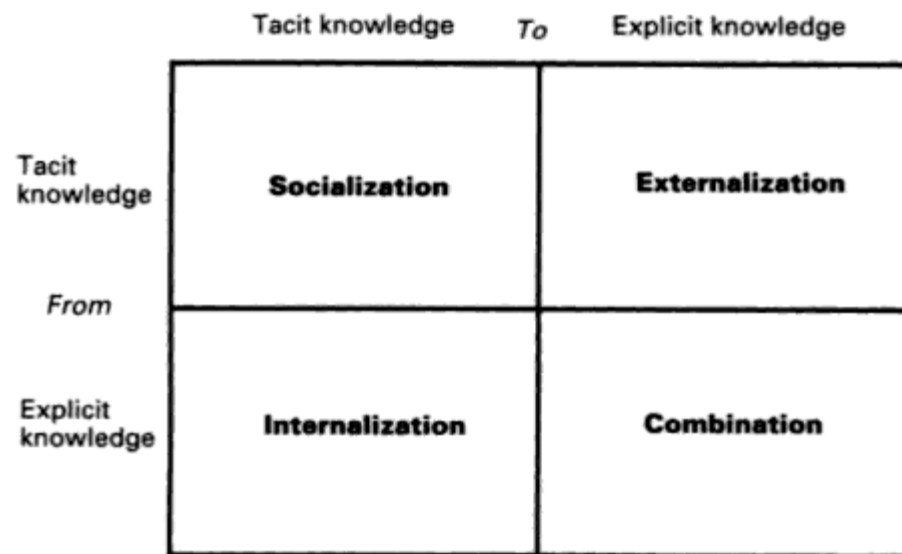 Tacit knowledge To Explicit knowledge
Tacit
knowledge
Socialization Externalization
From
Explicit
knowledge
Internalization Combination